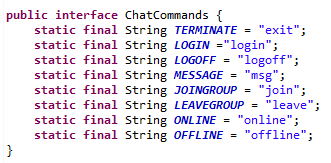 public interface ChatCommands {
static final String TERMINATE = "exit";
static final String LOGIN ="login";
static final String LOGOFF = "logoff";
static final String MESSAGE = "msg";
static final String JOINGROUP = "join";
static final String LEAVEGROUP = "leave";
static final String ONLINE = "online";
static final String OFFLINE = "offline";
}